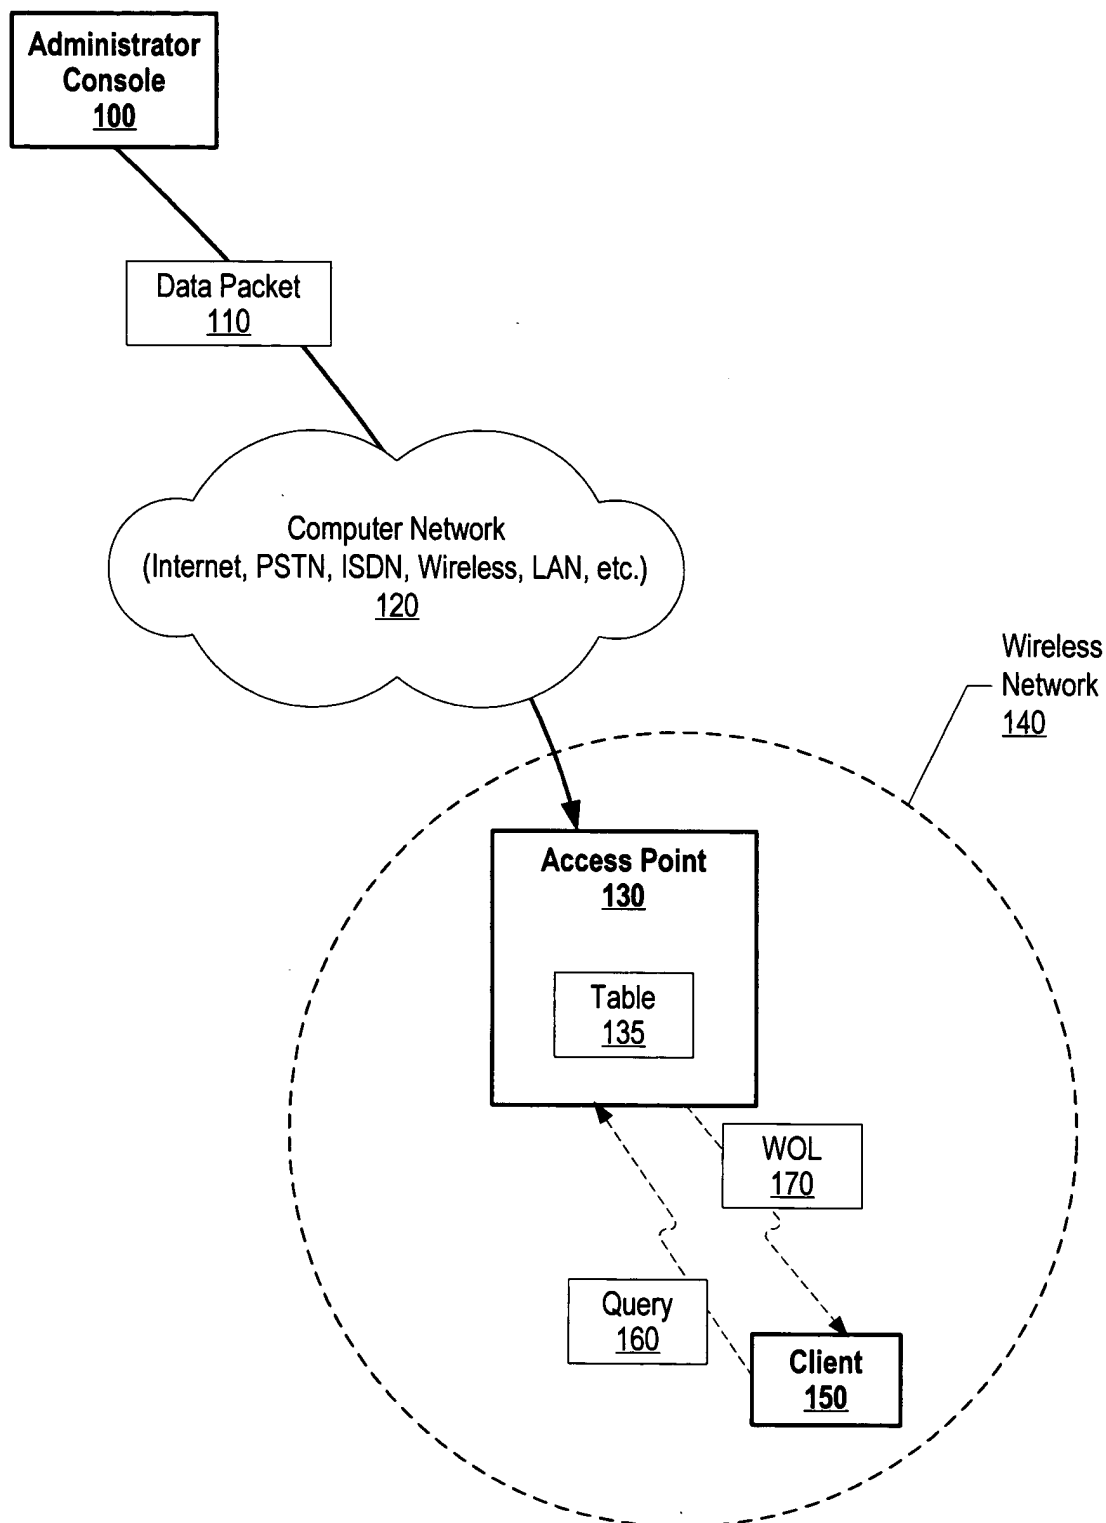 Administrator
Console
100
Data Packet
110
Computer Network
(Internet, PSTN, ISDN, Wireless, LAN, etc.)
120
Wireless
Network
140
Access Point
130
Table
135
WOL
170
Query
160
Client
150